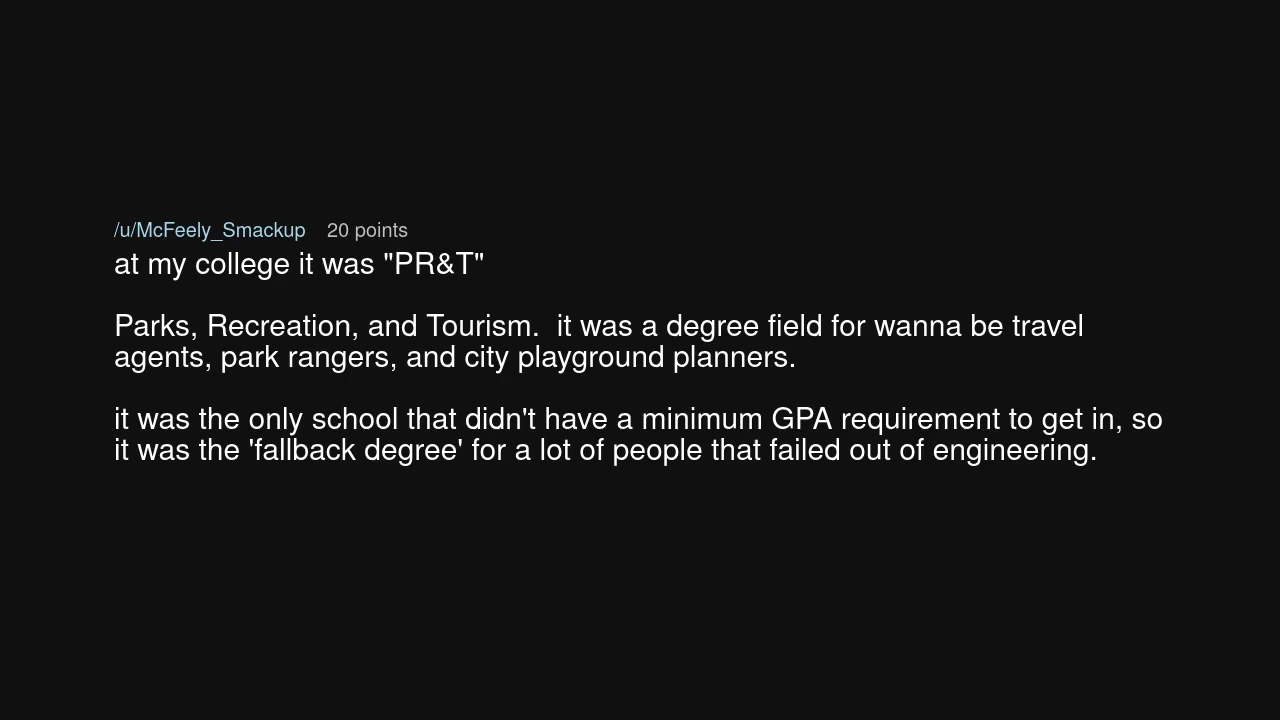 /u/McFeely_Smackup 20 points
at my college it was "PR&T"
Parks, Recreation, and Tourism.  it was a degree field for wanna be travel
agents, park rangers, and city playground planners.
it was the only school that didn't have a minimum GPA requirement to get in, so
it was the 'fallback degree' for a lot of people that failed out of engineering.